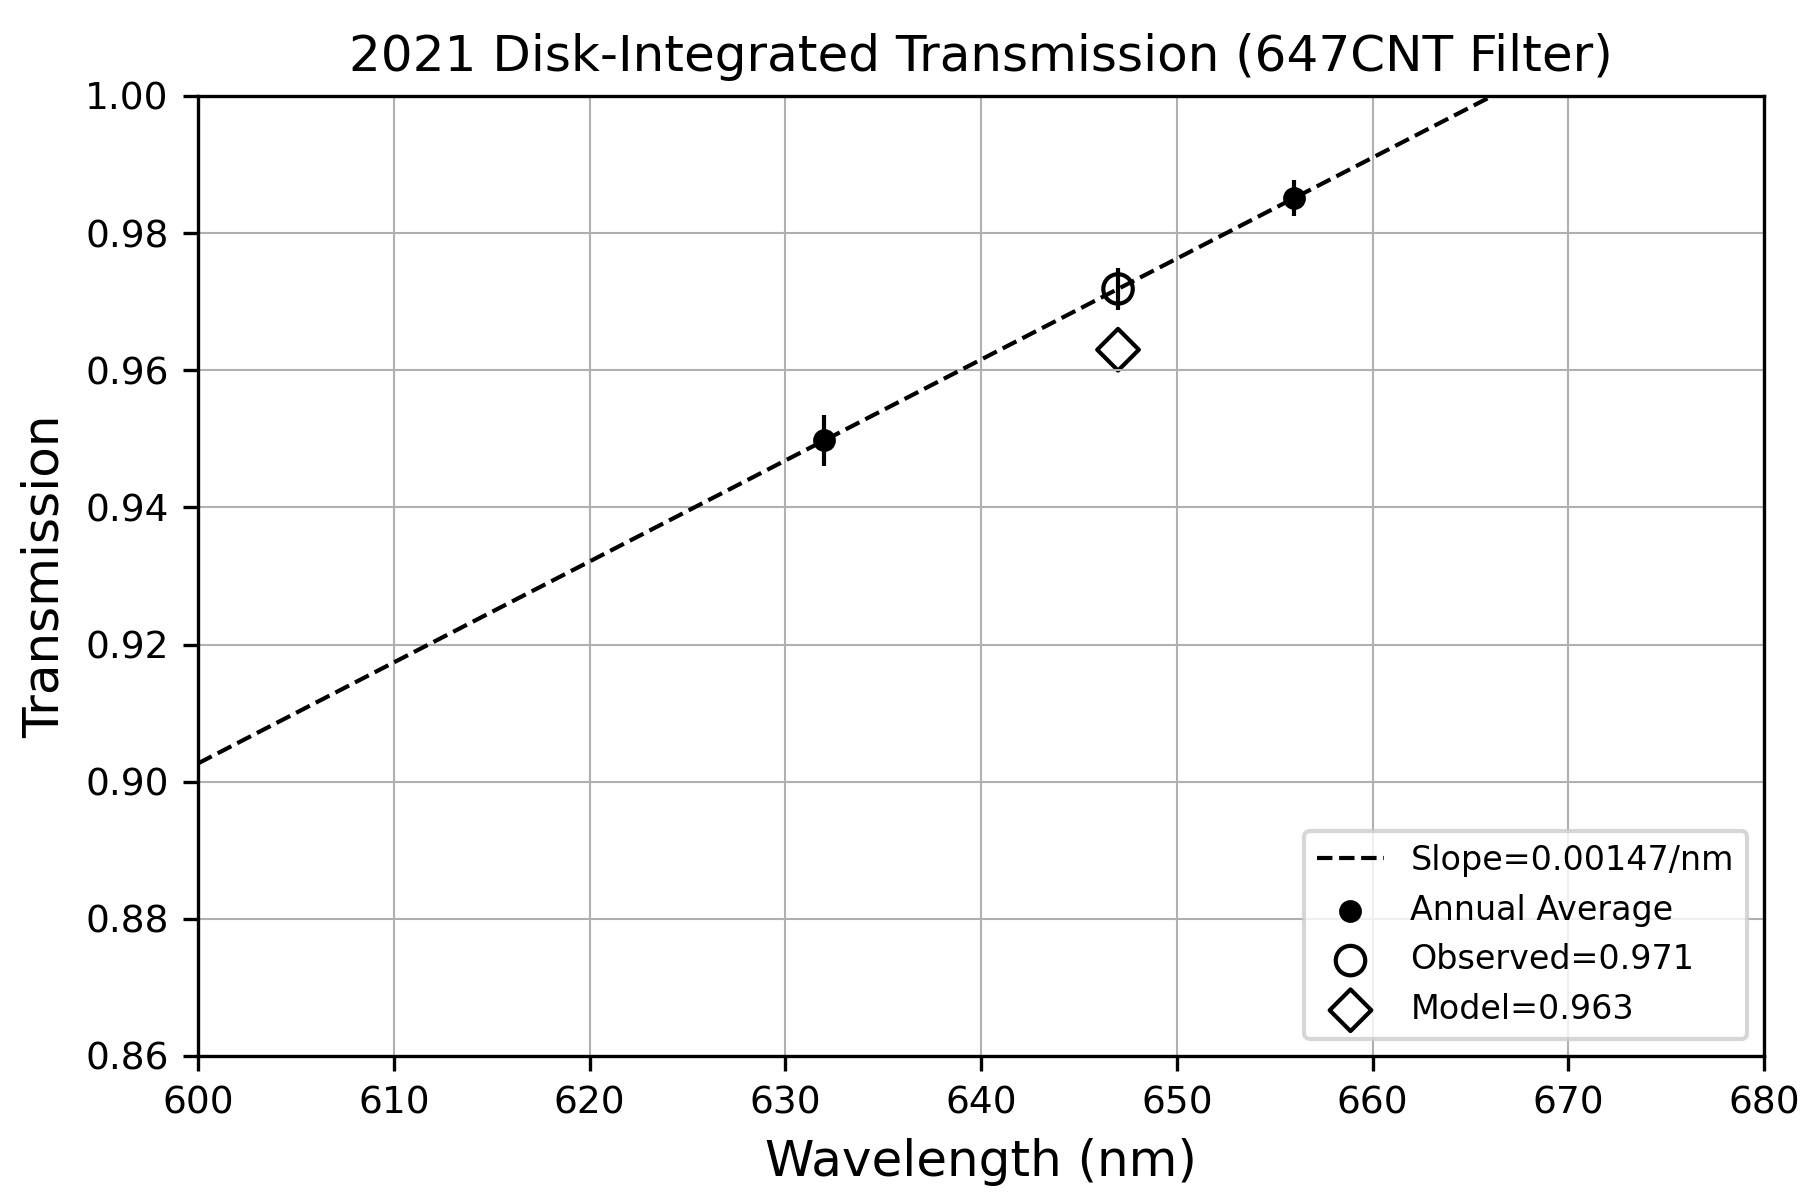 2021 Disk-Integrated Transmission (647CNT Filter)
1.00
0.98
0.96
0.94
0.92
0.90
0.88
0.86
Transmission
Slope=0.00147/nm
Annual Average
Observed=0.971
Model=0.963
600 610 620 630 640 650 660 670 680
Wavelength (nm)